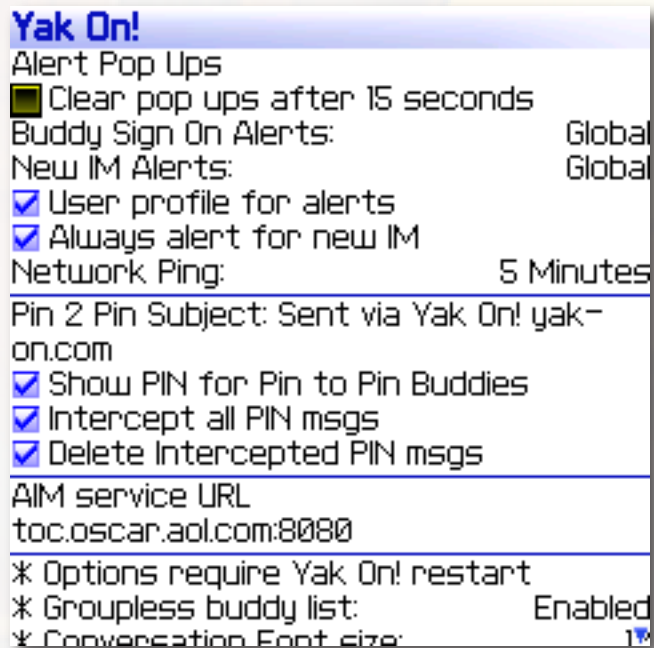 Yak On!
Alert Pop Ups
Clear pop ups after 15 seconds
Buddy Sign On Alerts: Global
New IM Alerts: Global
User profile for alerts
Always alert for new IM
Network Ping: 5 Minutes
Pin 2 Pin Subject: Sent via Yak On! yak-
on.com
Show PIN for Pin to Pin Buddies
Intercept all PIN msgs
Delete Intercepted PIN msgs
AIM service URL
toc.oscar.aol.com:8080
* Options require Yak On! restart
* Groupless buddy list: Enabled
* Conversation Font size: